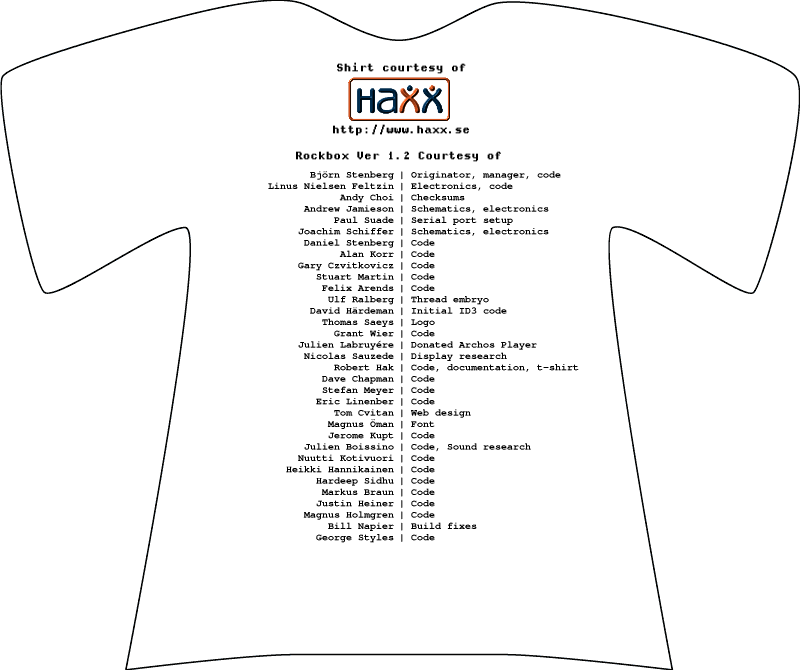 Shirt courtesy of
HaXX
http://www.haxx.se
Rockbox Ver 1.2 Courtesy of
Björn Stenberg | Originator, manager, code
Linus Nielsen Feltzin | Electronics, code
Andy Choi | Checksums
Andrew Jamieson | Schematics, electronics
Paul Suade | Serial port setup
Joachim Schiffer | Schematics, electronics
Daniel Stenberg | Code
Alan Korr | Code
Gary Czvitkovicz | Code
Stuart Martin | Code
Felix Arends | Code
Ulf Ralberg | Thread embryo
David Härdeman | Initial ID3 code
Thomas Saeys | Logo
Grant Wier | Code
Julien Labruyére | Donated Archos Player
Nicolas Sauzede | Display research
Robert Hak | Code, documentation, t-shirt
Dave Chapman | Code
Stefan Meyer | Code
Eric Linenber | Code
Tom Cvitan | Web design
Magnus Öman | Font
Jerome Kupt | Code
Julien Boissino | Code, Sound research
Nuutti Kotivuori | Code
Heikki Hannikainen | Code
Hardeep Sidhu | Code
Markus Braun | Code
Justin Heiner | Code
Magnus Holmgren | Code
Bill Napier | Build fixes
George Styles | Code